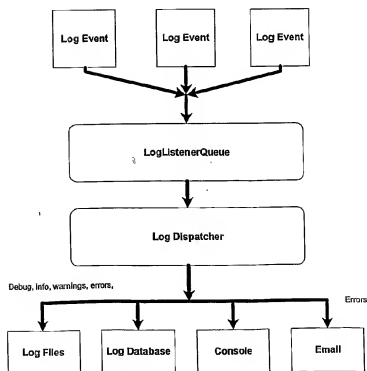 Log Event Log Event Log Event
LogListenerQueue
Log Dispatcher
Debug, info, warnings, errors,
Errors
Log Files Log Database Console Email